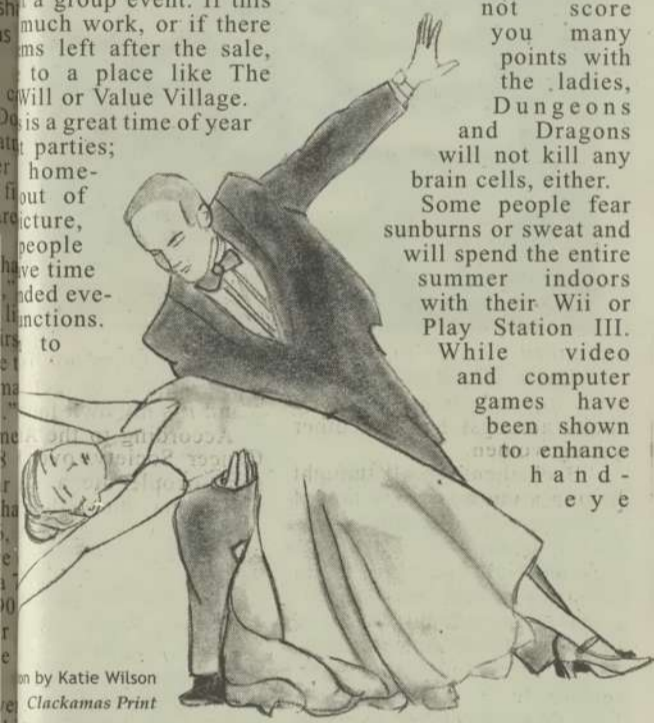 a group event. If this
much work, or if there
ms left after the sale,
to a place like The
Will or Value Village.
is a great time of year
parties;
home-
out of
icture,
people
ve time
nded eve-
nctions.
to
on by Katie Wilson
Clackamas Print
not score
you many
points with
the ladies,
Dungeons
and Dragons
will not kill any
brain cells, either.
Some people fear
sunburns or sweat and
will spend the entire
summer indoors
with their Wii or
Play Station III.
While video
and computer
games have
been shown
to enhance
hand-
eye